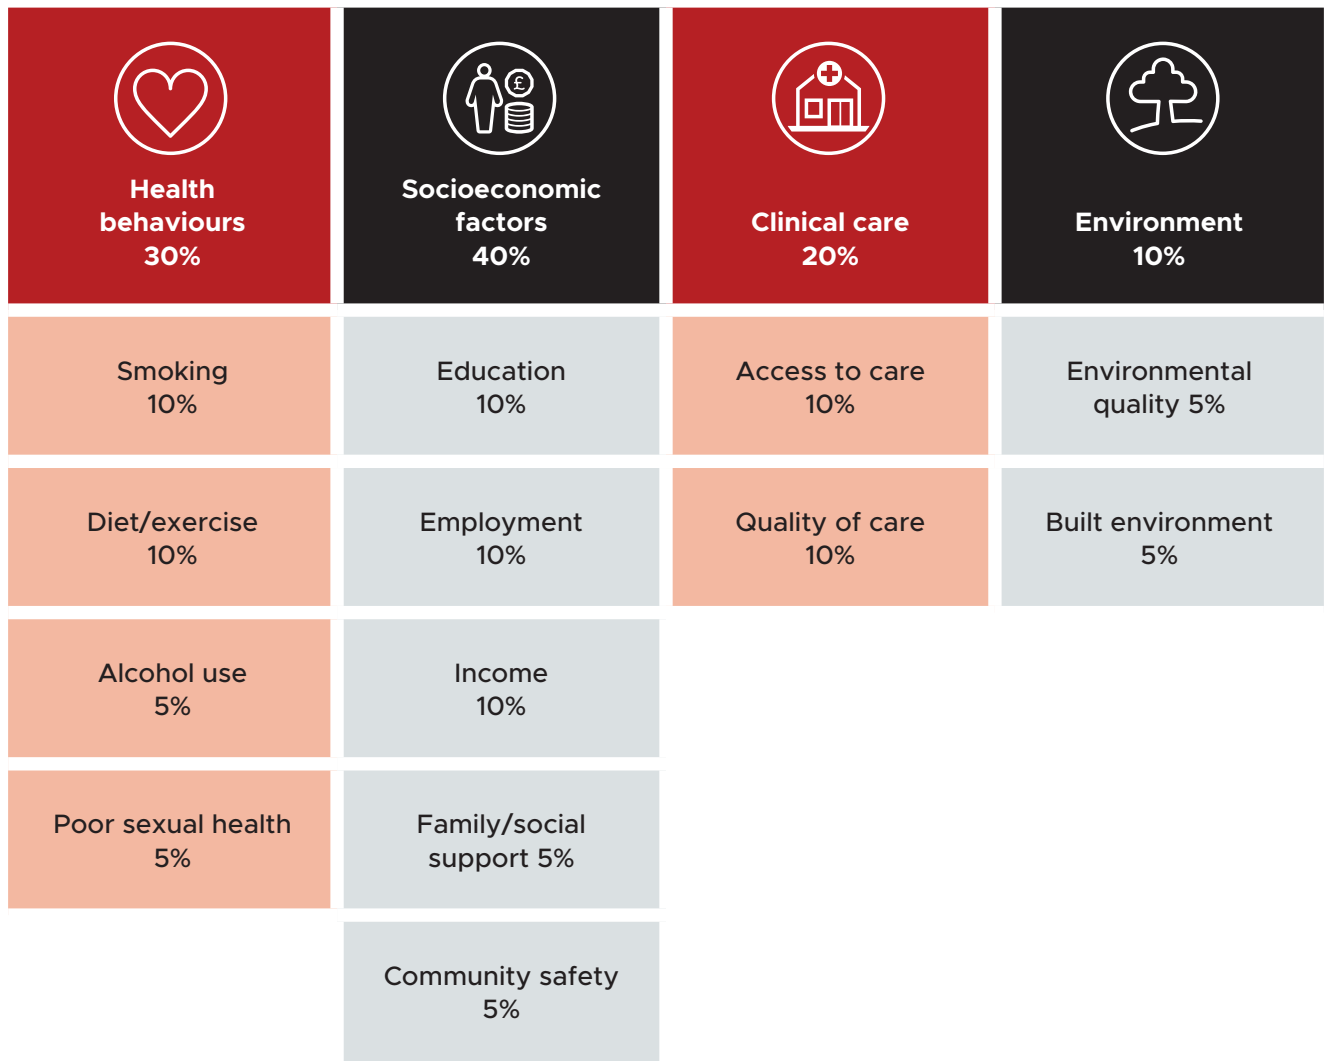 £
Health
behaviours
30%
Socioeconomic
factors
40%
Clinical care
20%
Environment
10%
Smoking
10%
Education
10%
Access to care
10%
Environmental
quality 5%
Diet/exercise
10%
Employment
10%
Quality of care
10%
Built environment
5%
Alcohol use
5%
Income
10%
Poor sexual health
5%
Family/social
support 5%
Community safety
5%